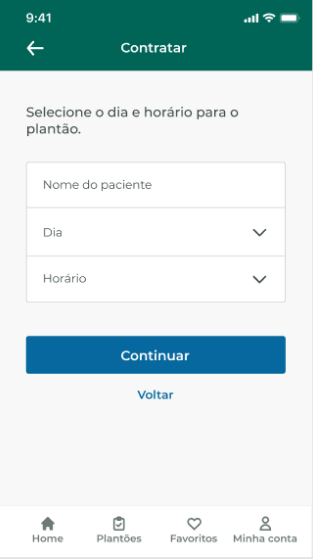 9:41
Contratar
Selecione o dia e horário para o
plantão.
Nome do paciente
Dia
Horário
Continuar
Voltar
Home Plantões Favoritos Minha conta